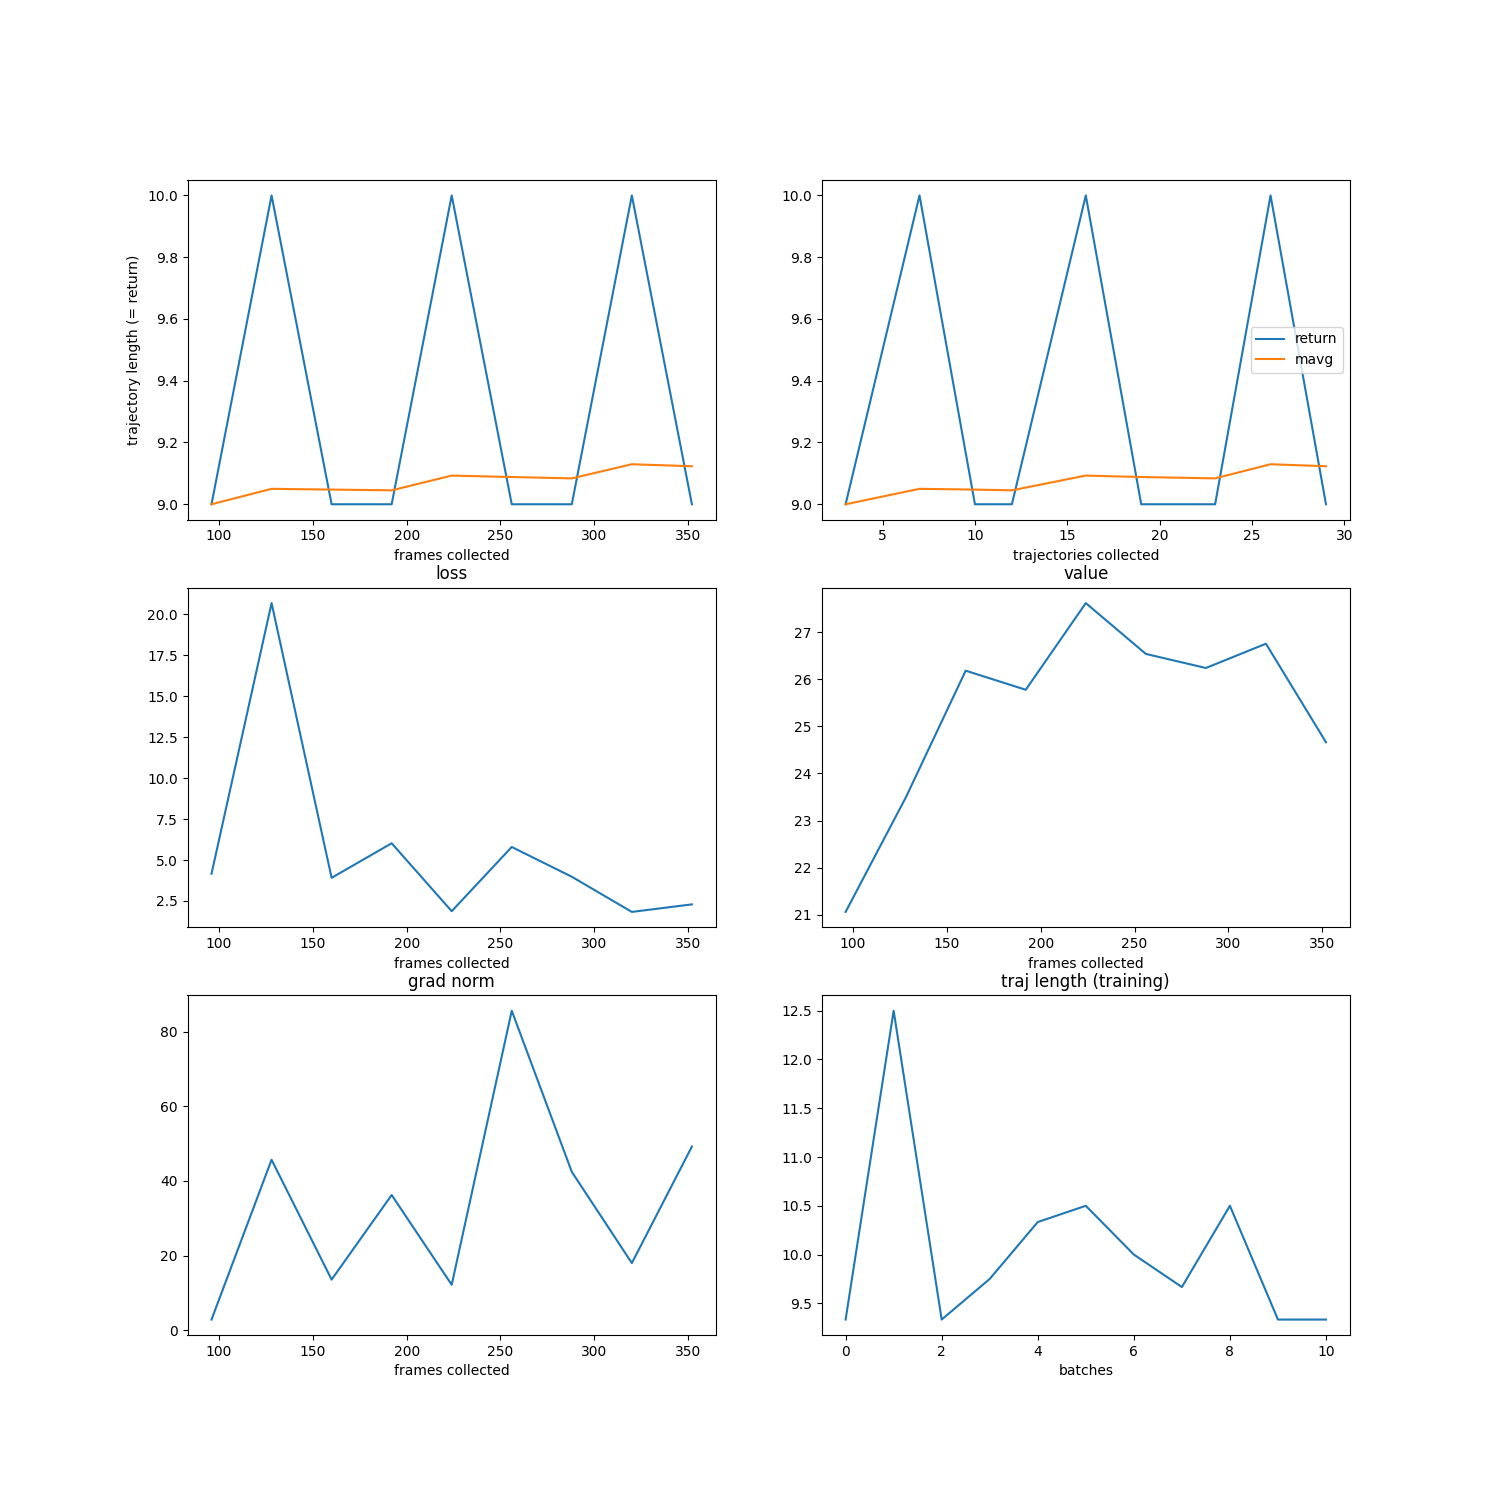 10.0
9.8
9.6
9.4
9.2
9.0
trajectory length (= return)
100 150 200 250 300 350
frames collected
10.0
9.8
9.6
9.4
9.2
9.0
return
mavg
5 10 15 20 25 30
trajectories collected
loss
20.0
17.5
15.0
12.5
10.0
7.5
5.0
2.5
100 150 200 250 300 350
frames collected
value
27
26
25
24
23
22
21
100 150 200 250 300 350
frames collected
grad norm
80
60
40
20
0
100 150 200 250 300 350
frames collected
traj length (training)
12.5
12.0
11.5
11.0
10.5
10.0
9.5
0 2 4 6 8 10
batches